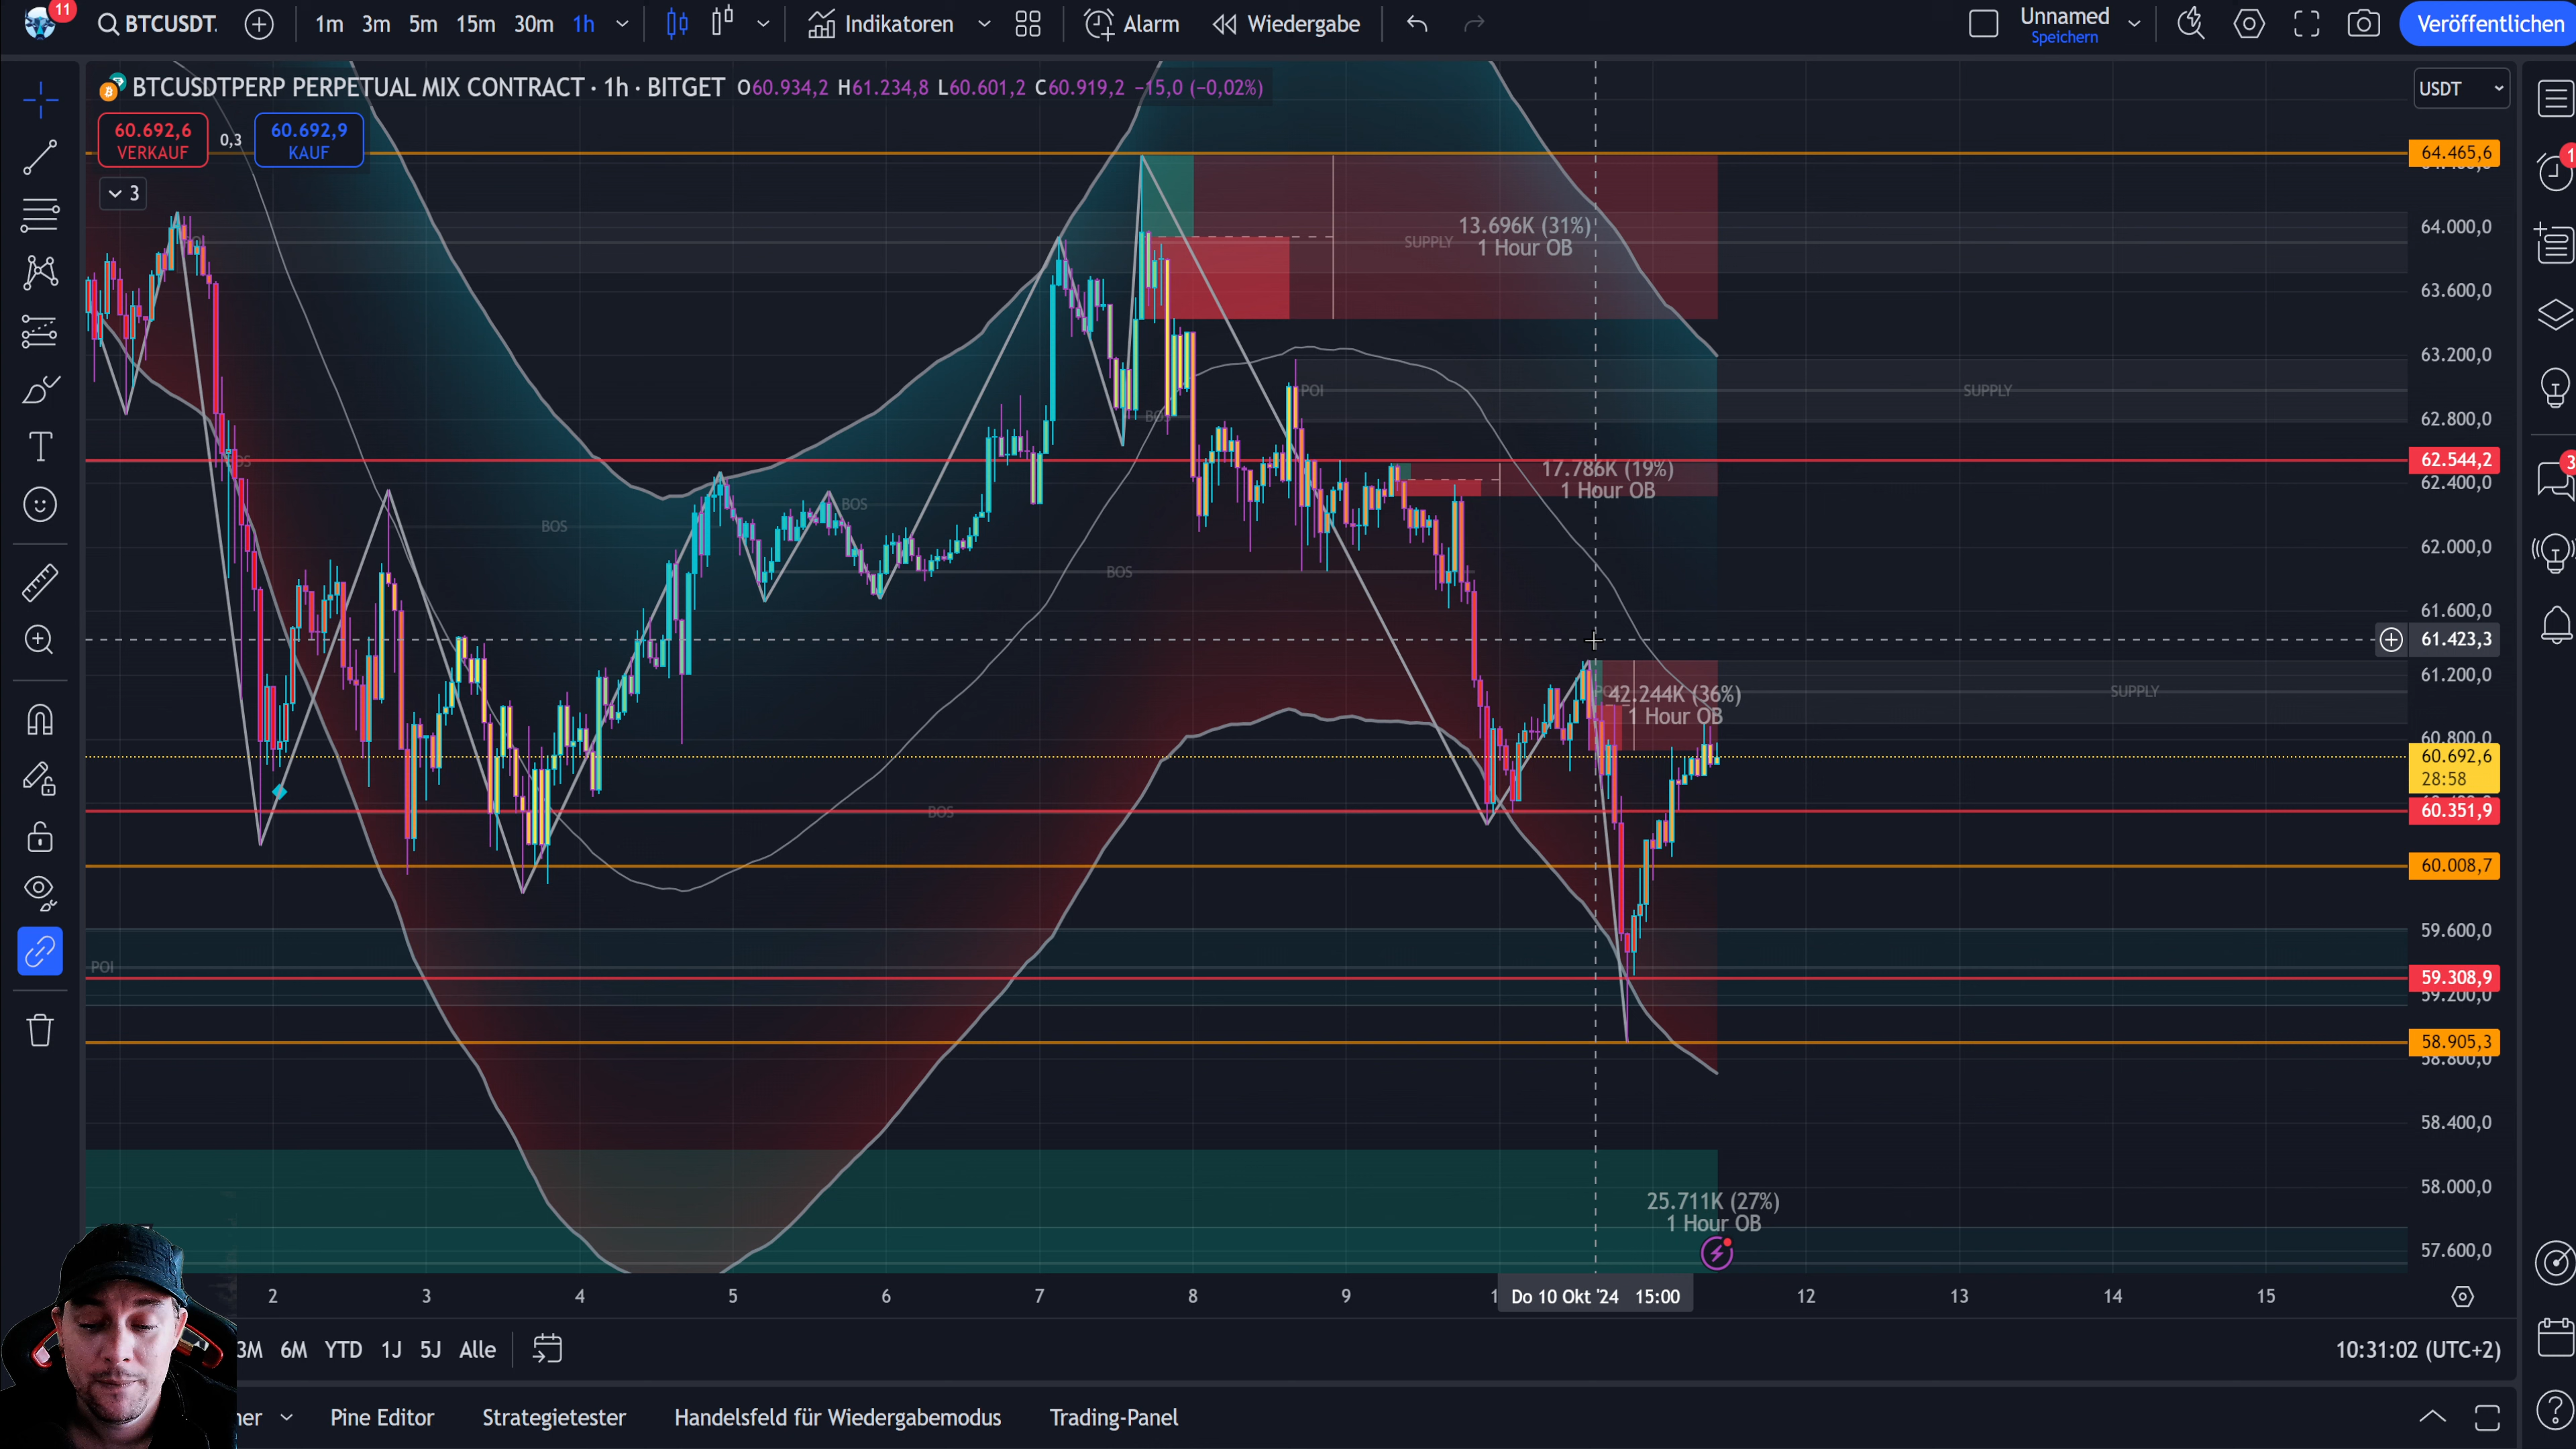 11
BTCUSDT.
1m 3m 5m 15m 30m 1h
Indikatoren
Alarm
Wiedergabe
Unnamed
Speichern
Veröffentlichen
BTCUSDTPERP PERPETUAL MIX CONTRACT · 1h · BITGET O60.934,2 H61.234,8 L60.601,2 C60.919,2 −15,0 (−0,02%)
USDT
60.692,6
VERKAUF
0,3
60.692,9
KAUF
3
64.465,6
64.000,0
63.600,0
63.200,0
62.800,0
62.544,2
62.400,0
62.000,0
61.600,0
61.423,3
61.200,0
60.800,0
60.692,6
28:58
60.351,9
60.008,7
59.600,0
59.308,9
59.200,0
58.905,3
58.800,0
58.400,0
58.000,0
57.600,0
13.696K (31%)
1 Hour OB
SUPPLY
POI
SUPPLY
BOS
17.786K (19%)
1 Hour OB
BOS
BOS
BOS
42.244K (36%)
1 Hour OB
SUPPLY
BOS
POI
25.711K (27%)
1 Hour OB
2 3 4 5 6 7 8 9 Do 10 Okt '24 15:00 12 13 14 15
3M 6M YTD 1J 5J Alle
10:31:02 (UTC+2)
Pine Editor
Strategietester
Handelsfeld für Wiedergabemodus
Trading-Panel